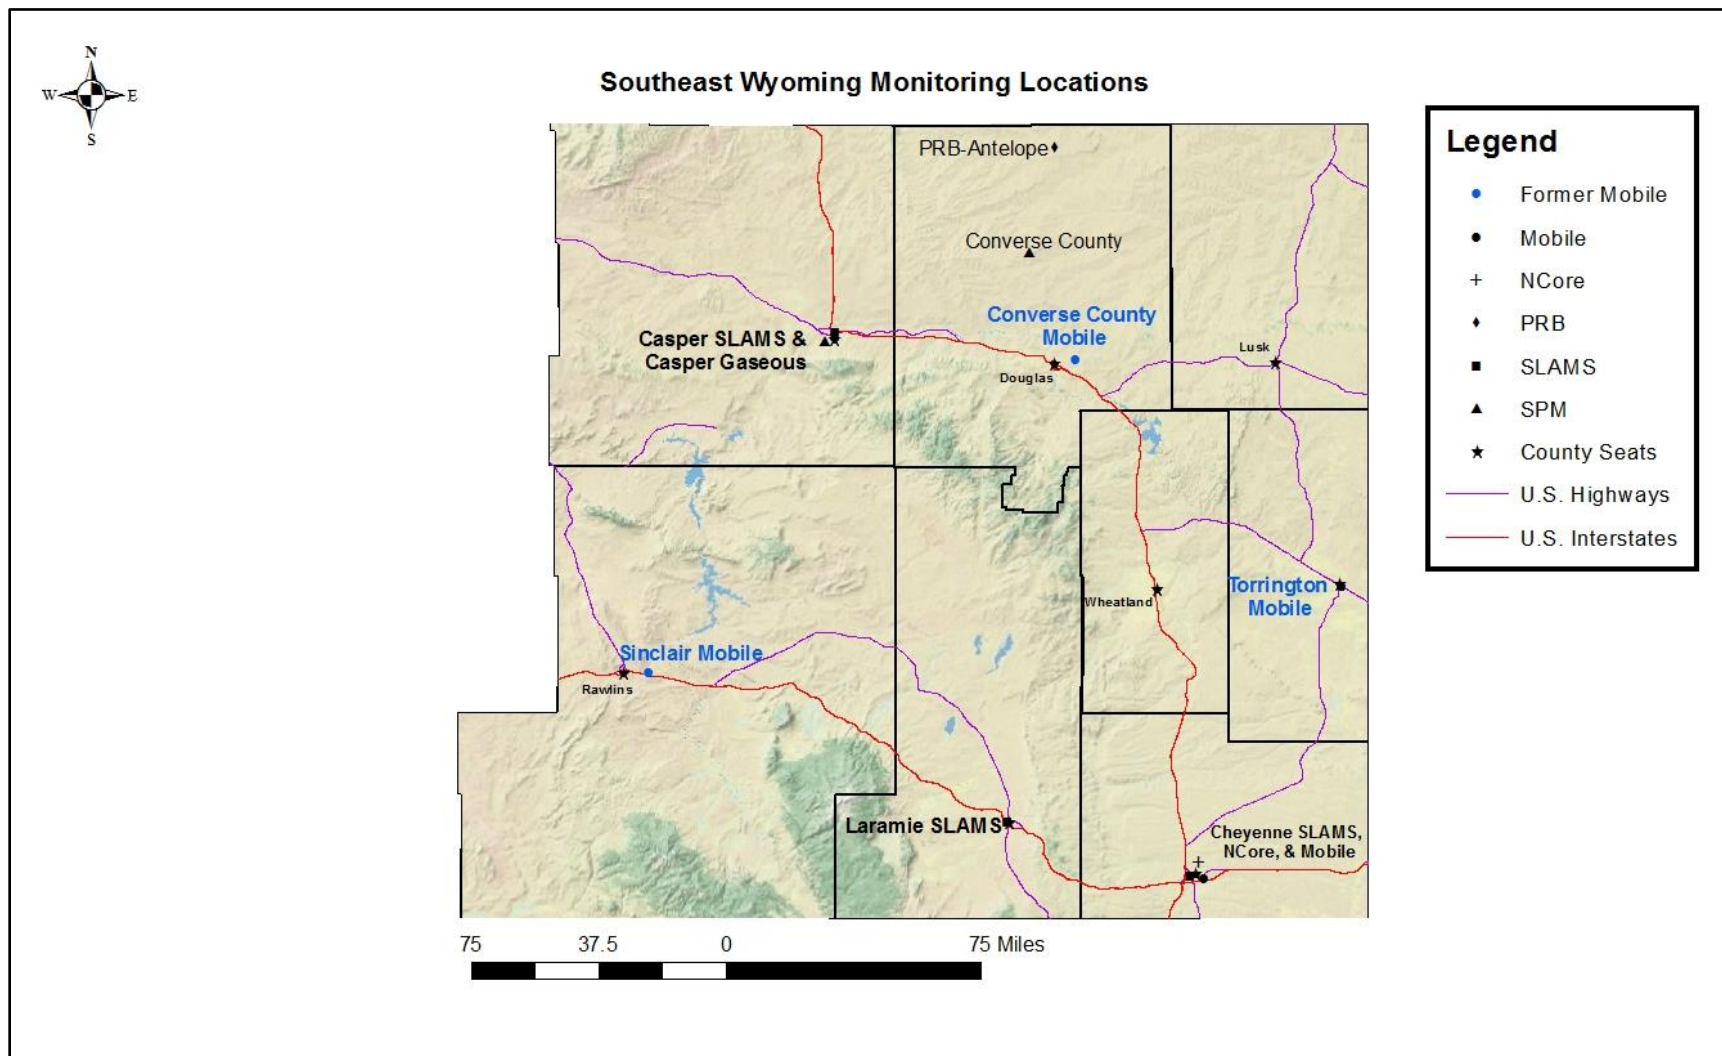 N
W E
S
Southeast Wyoming Monitoring Locations
PRB-Antelope
Converse County
Converse County
Mobile
Casper SLAMS &
Casper Gaseous
Douglas
Lusk
Wheatland
Torrington
Mobile
Sinclair Mobile
Rawlins
Laramie SLAMS
Cheyenne SLAMS,
NCore, & Mobile
75 37.5 0 75 Miles
Legend
Former Mobile
Mobile
NCore
PRB
SLAMS
SPM
County Seats
U.S. Highways
U.S. Interstates